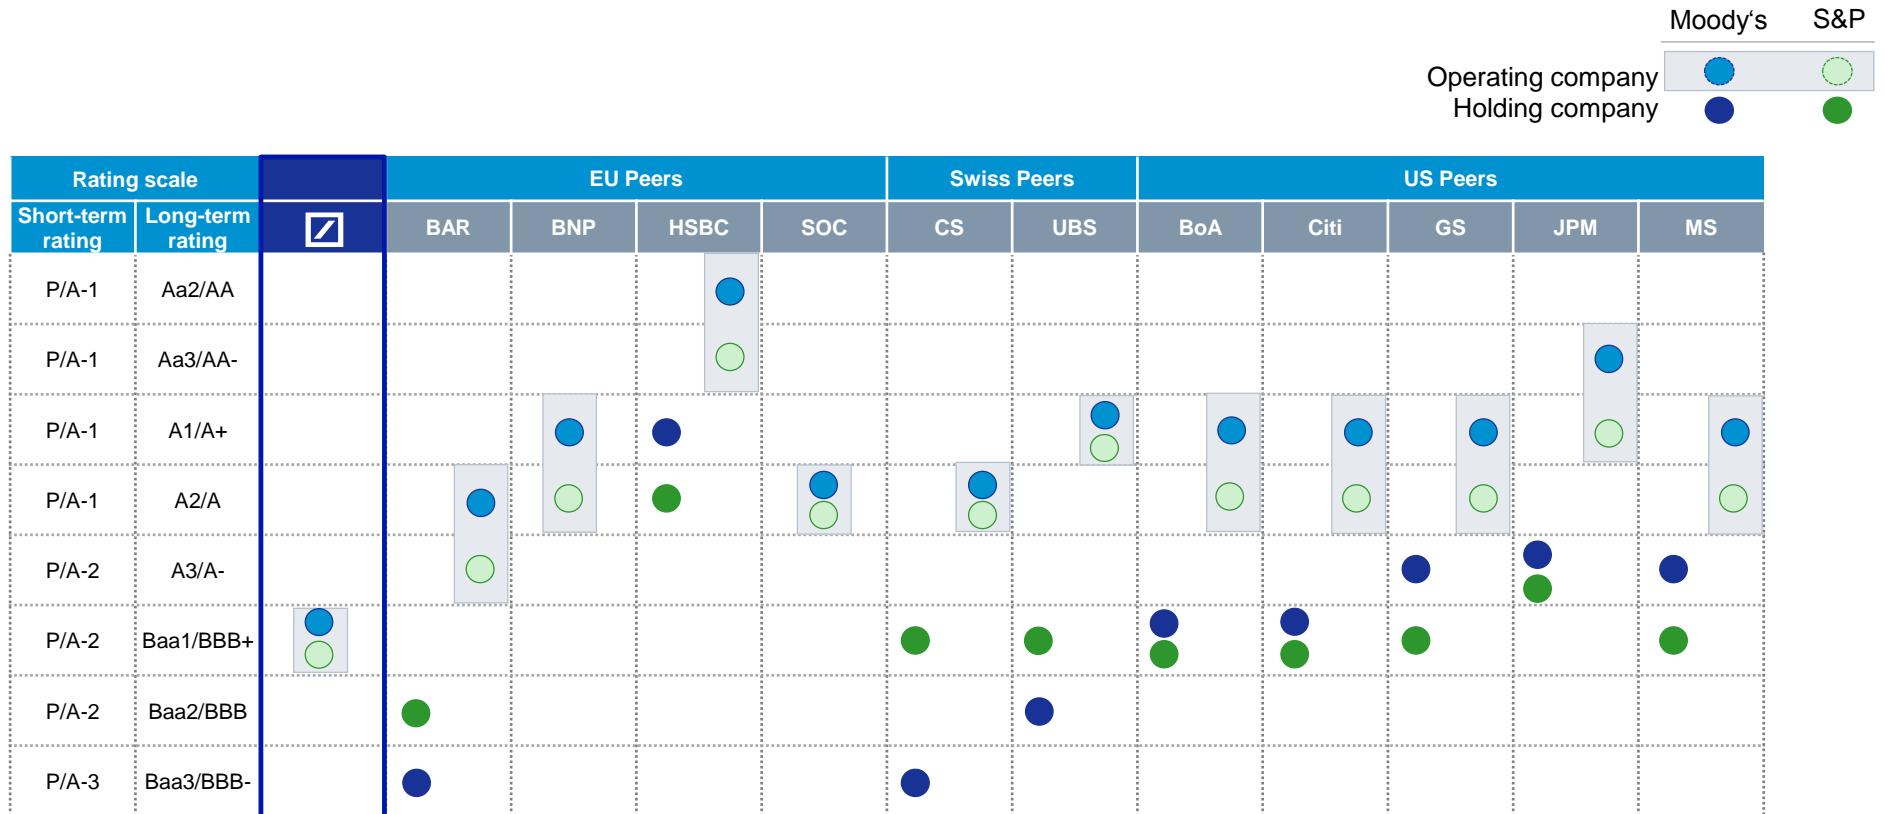 Moody‘s S&P
Operating company
Holding company
Rating scale EU Peers Swiss Peers US Peers
Short-term rating Long-term rating BAR BNP HSBC SOC CS UBS BoA Citi GS JPM MS
P/A-1 Aa2/AA
P/A-1 Aa3/AA-
P/A-1 A1/A+
P/A-1 A2/A
P/A-2 A3/A-
P/A-2 Baa1/BBB+
P/A-2 Baa2/BBB
P/A-3 Baa3/BBB-